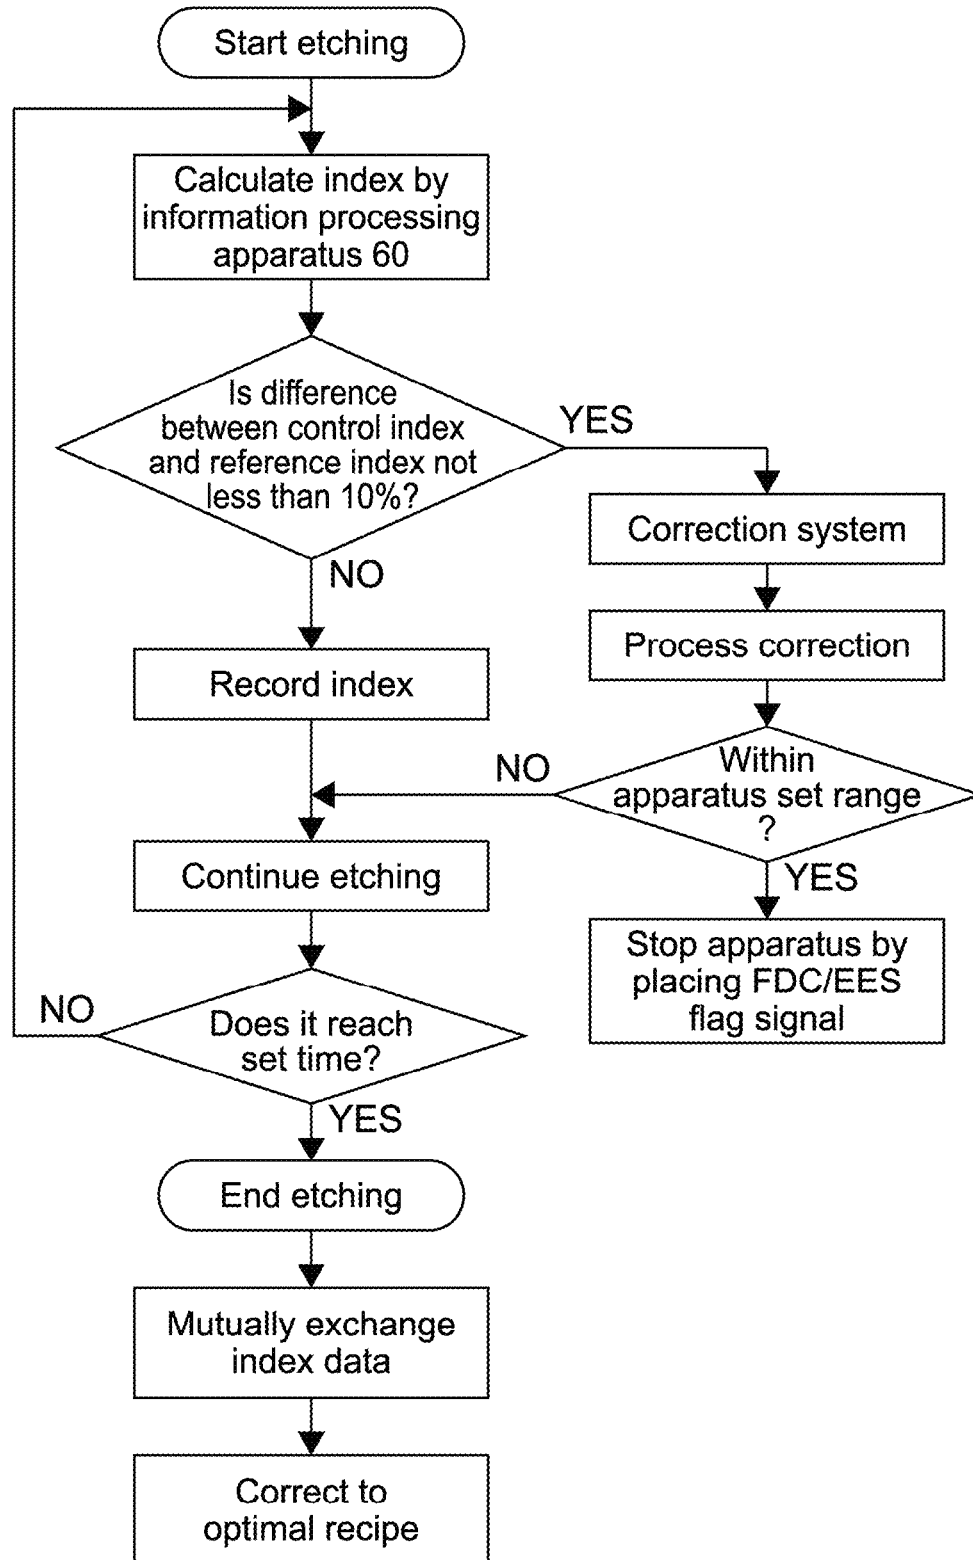 Start etching
Calculate index by
information processing
apparatus 60
Is difference
between control index
and reference index not
less than 10%?
YES
NO
Correction system
Process correction
Record index
Within
apparatus set range
?
NO
YES
Continue etching
Stop apparatus by
placing FDC/EES
flag signal
Does it reach
set time?
NO
YES
End etching
Mutually exchange
index data
Correct to
optimal recipe